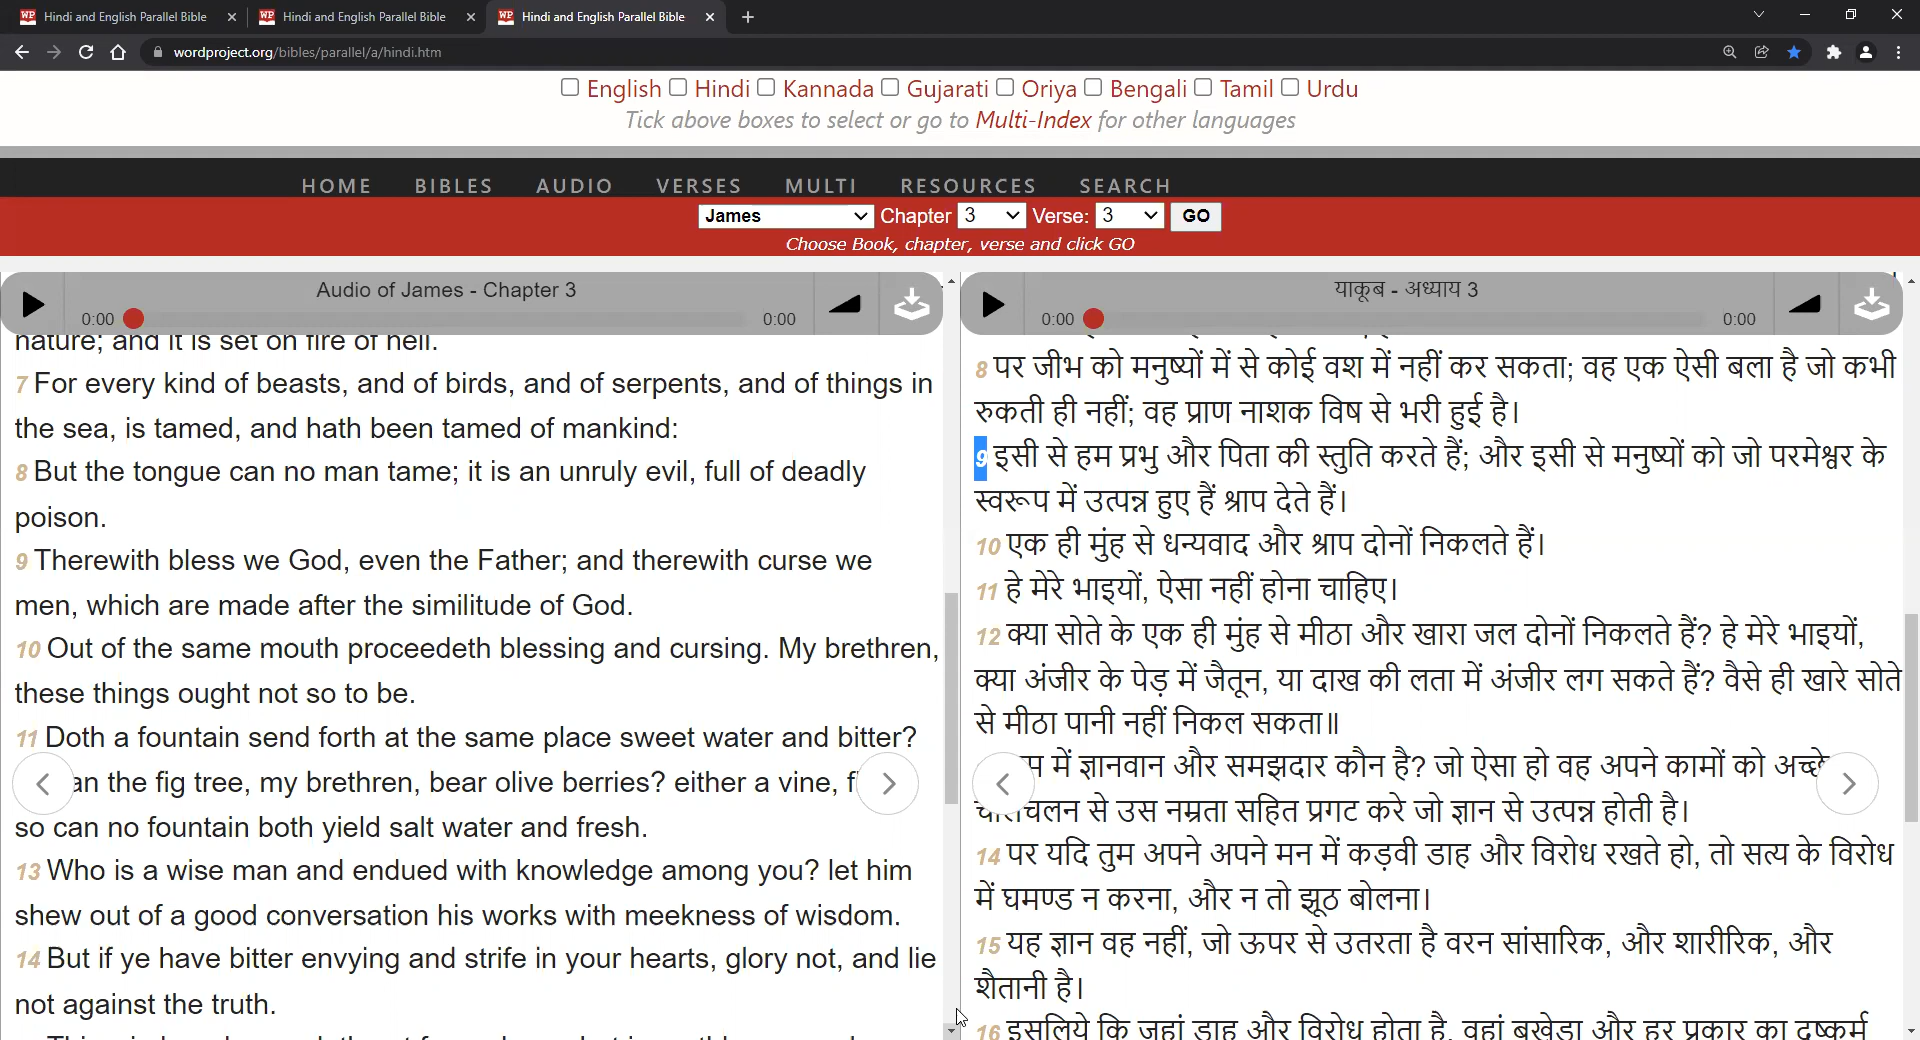 Hindi and English Parallel Bible
Hindi and English Parallel Bible
Hindi and English Parallel Bible
wordproject.org/bibles/parallel/a/hindi.htm
English Hindi Kannada Gujarati Oriya Bengali Tamil Urdu
Tick above boxes to select or go to Multi-Index for other languages
HOME BIBLES AUDIO VERSES MULTI RESOURCES SEARCH
James Chapter 3 Verse: 3 GO
Choose Book, chapter, verse and click GO
Audio of James - Chapter 3
0:00 0:00
nature; and it is set on fire of hell.
7 For every kind of beasts, and of birds, and of serpents, and of things in
the sea, is tamed, and hath been tamed of mankind:
8 But the tongue can no man tame; it is an unruly evil, full of deadly
poison.
9 Therewith bless we God, even the Father; and therewith curse we
men, which are made after the similitude of God.
10 Out of the same mouth proceedeth blessing and cursing. My brethren,
these things ought not so to be.
11 Doth a fountain send forth at the same place sweet water and bitter?
the fig tree, my brethren, bear olive berries? either a vine,
so can no fountain both yield salt water and fresh.
13 Who is a wise man and endued with knowledge among you? let him
shew out of a good conversation his works with meekness of wisdom.
14 But if ye have bitter envying and strife in your hearts, glory not, and lie
not against the truth.
याकूब - अध्याय 3
0:00 0:00
8 पर जीभ को मनुष्यों में से कोई वश में नहीं कर सकता; वह एक ऐसी बला है जो कभी
रुकती ही नहीं; वह प्राण नाशक विष से भरी हुई है।
9 इसी से हम प्रभु और पिता की स्तुति करते हैं; और इसी से मनुष्यों को जो परमेश्वर के
स्वरूप में उत्पन्न हुए हैं श्राप देते हैं।
10 एक ही मुंह से धन्यवाद और श्राप दोनों निकलते हैं।
11 हे मेरे भाइयों, ऐसा नहीं होना चाहिए।
12 क्या सोते के एक ही मुंह से मीठा और खारा जल दोनों निकलते हैं? हे मेरे भाइयों,
क्या अंजीर के पेड़ में जैतून, या दाख की लता में अंजीर लग सकते हैं? वैसे ही खारे सोते
से मीठा पानी नहीं निकल सकता॥
में ज्ञानवान और समझदार कौन है? जो ऐसा हो वह अपने कामों को अच्छे
चलन से उस नम्रता सहित प्रगट करे जो ज्ञान से उत्पन्न होती है।
14 पर यदि तुम अपने अपने मन में कड़वी डाह और विरोध रखते हो, तो सत्य के विरोध
में घमण्ड न करना, और न तो झूठ बोलना।
15 यह ज्ञान वह नहीं, जो ऊपर से उतरता है वरन सांसारिक, और शारीरिक, और
शैतानी है।
16 इसलिये कि जहां डाह और विरोध होता है, वहां बखेड़ा और हर प्रकार का दुष्कर्म